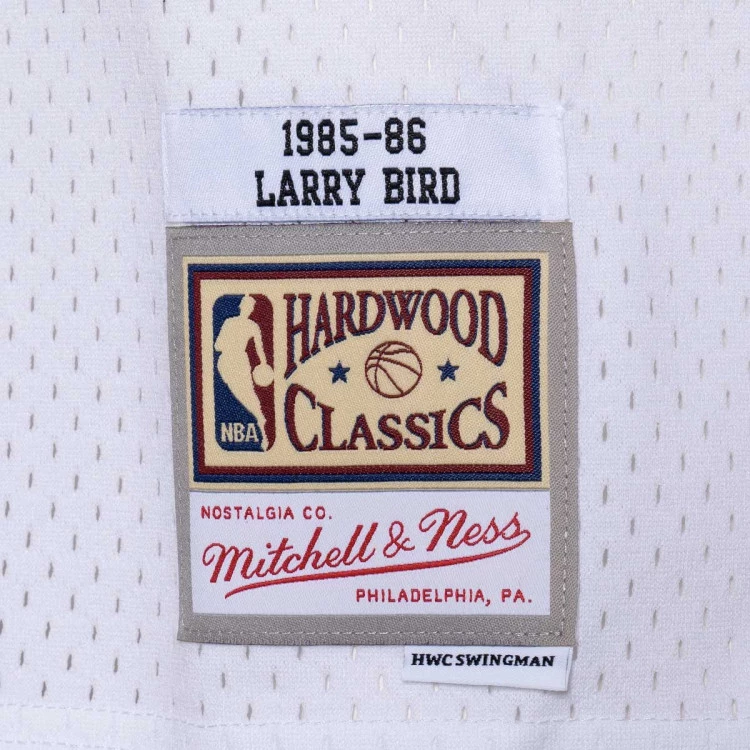 1985-86
LARRY BIRD
HARDWOOD
CLASSICS
NBA
NOSTALGIA CO.
Mitchell & Ness
PHILADELPHIA, PA.
HWC SWINGMAN